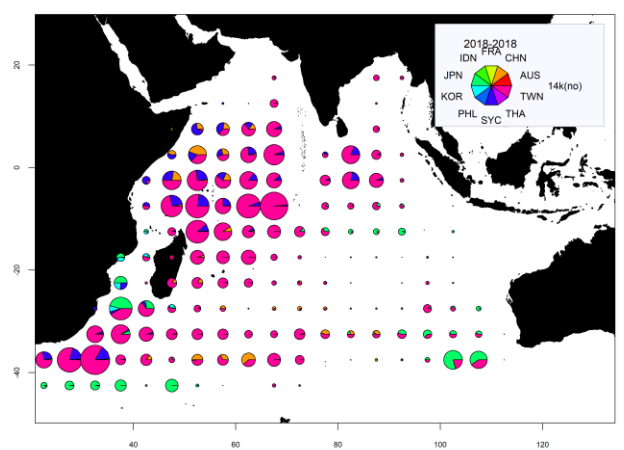 2018-2018
FRA
IDN CHN
JPN AUS
14k(no)
KOR TWN
PHL THA
SYC
20
0
-20
-40
40 60 80 100 120